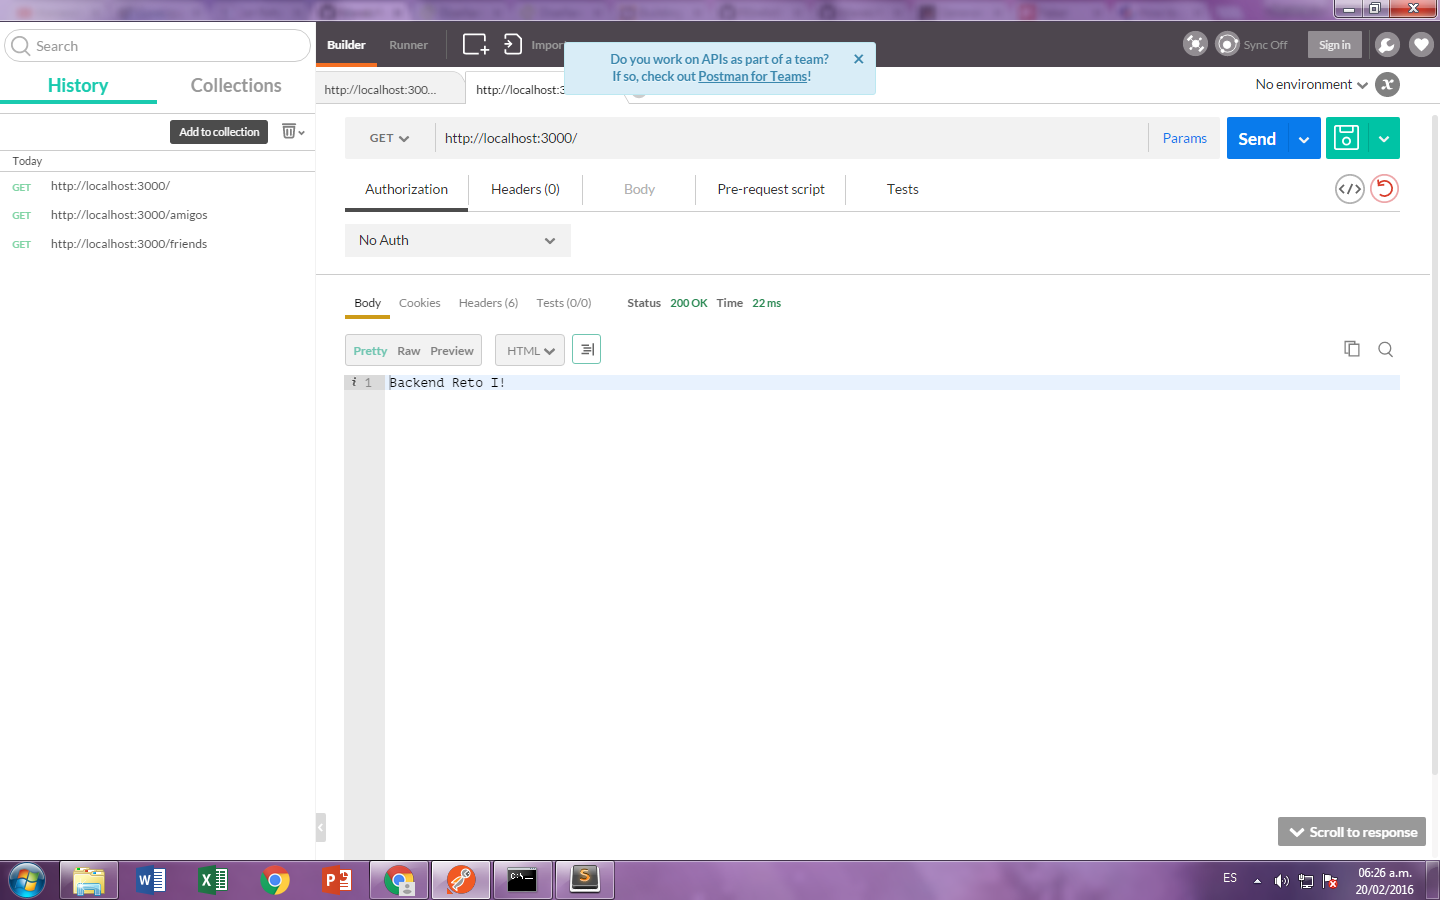 Search
Builder
Runner
Import
Do you work on APIs as part of a team?
If so, check out Postman for Teams!
Sync Off
Sign in
History
Collections
http://localhost:300...
http://localhost:3
No environment
Add to collection
GET
http://localhost:3000/
Params
Send
Today
GET http://localhost:3000/
GET http://localhost:3000/amigos
GET http://localhost:3000/friends
Authorization
Headers (0)
Body
Pre-request script
Tests
No Auth
Body
Cookies
Headers (6)
Tests (0/0)
Status 200 OK Time 22 ms
Pretty Raw Preview
HTML
i 1 Backend Reto I!
Scroll to response
ES
06:26 a.m.
20/02/2016